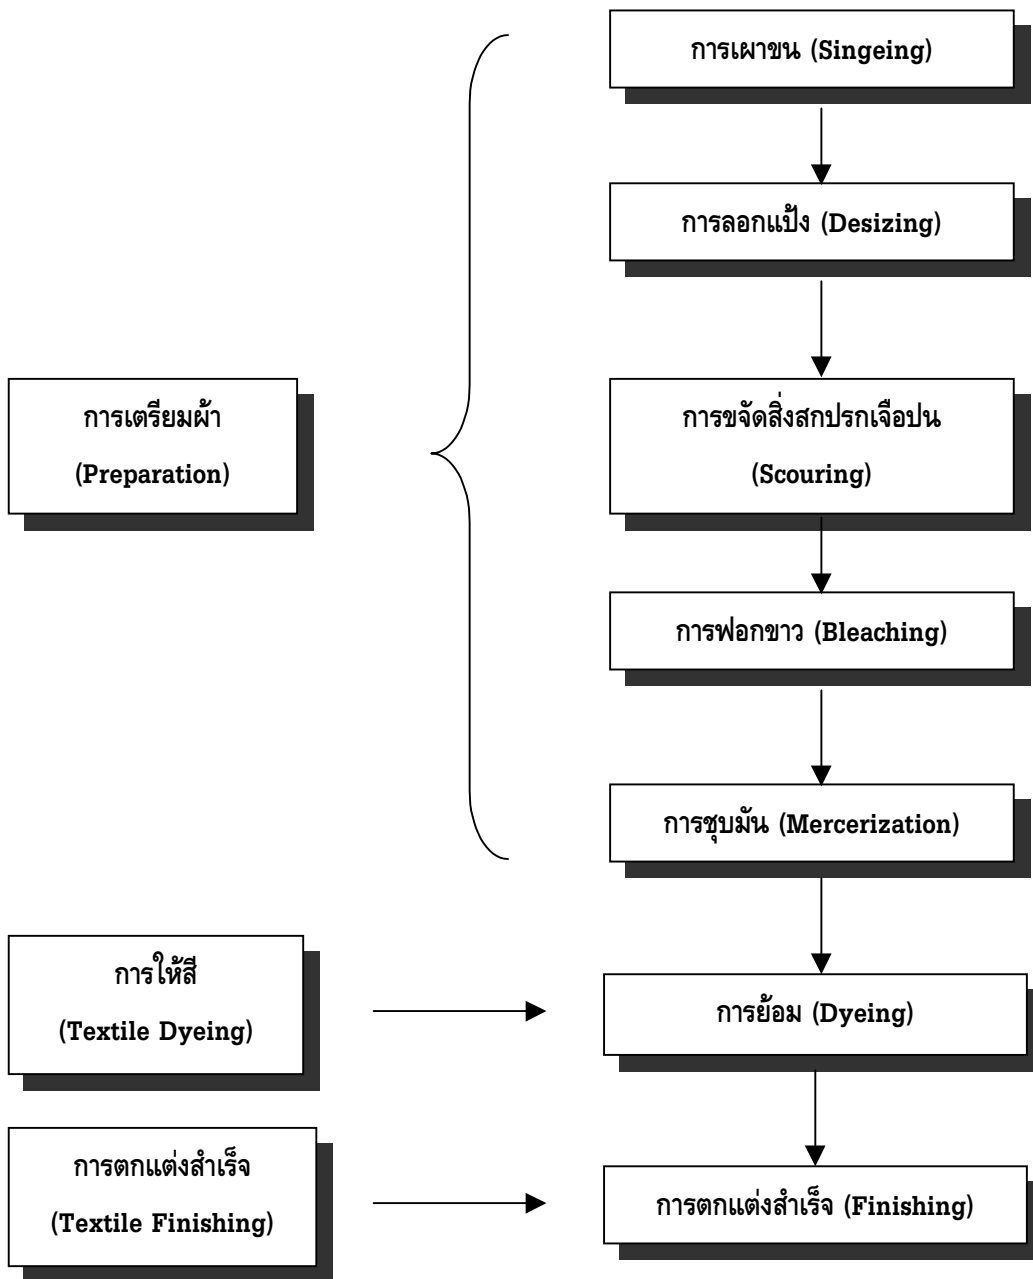 การเผาขน (Singeing)
การลอกแป้ง (Desizing)
การเตรียมผ้า
(Preparation)
การขจัดสิ่งสกปรกเจือปน
(Scouring)
การฟอกขาว (Bleaching)
การชุบมัน (Mercerization)
การให้สี
(Textile Dyeing)
การย้อม (Dyeing)
การตกแต่งสำเร็จ
(Textile Finishing)
การตกแต่งสำเร็จ (Finishing)